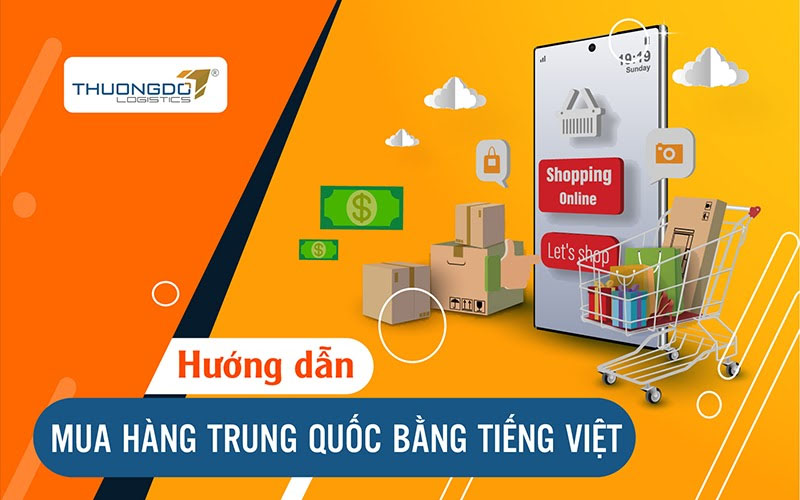 THUONGDO
LOGISTICS
®
19:19
Sunday
Shopping
Online
Let's shop
Hướng dẫn
MUA HÀNG TRUNG QUỐC BẰNG TIẾNG VIỆT